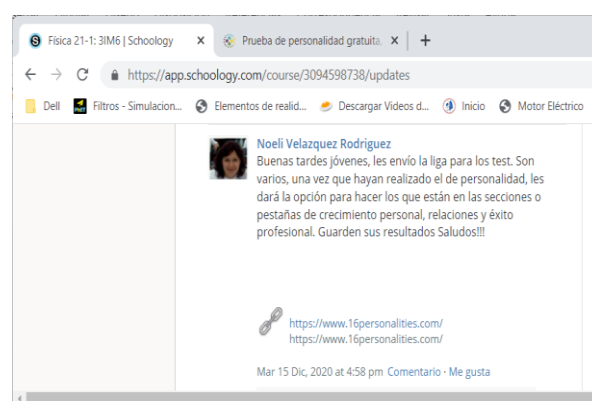 Física 21-1: 3IM6 | Schoology
Prueba de personalidad gratuita,
https://app.schoology.com/course/3094598738/updates
Dell
Filtros - Simulacion...
Elementos de realid...
Descargar Videos d...
Inicio
Motor Eléctrico
Noeli Velazquez Rodriguez
Buenas tardes jóvenes, les envío la liga para los test. Son
varios, una vez que hayan realizado el de personalidad, les
dará la opción para hacer los que están en las secciones o
pestañas de crecimiento personal, relaciones y éxito
profesional. Guarden sus resultados Saludos!!!
https://www.16personalities.com/
https://www.16personalities.com/
Mar 15 Dic, 2020 at 4:58 pm Comentario · Me gusta